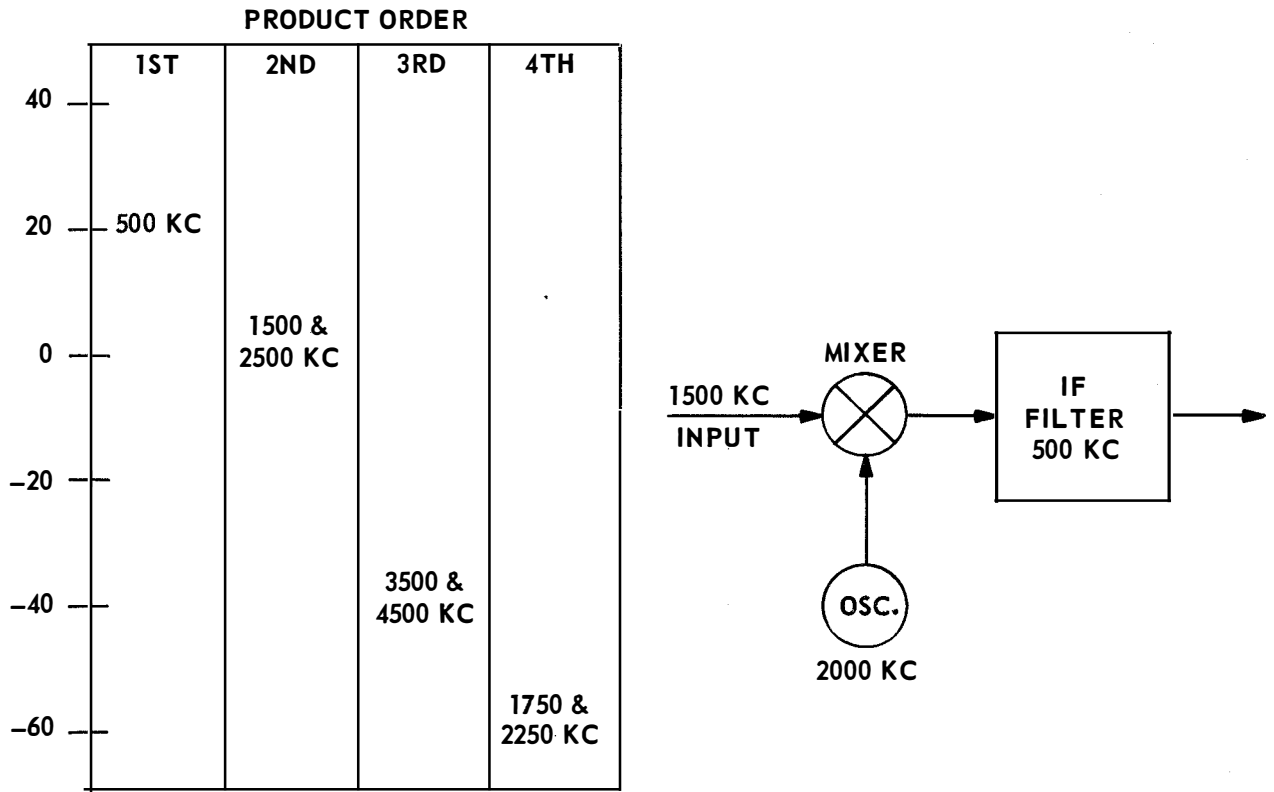 PRODUCT ORDER
1ST 2ND 3RD 4TH
40
20
0
−20
−40
−60
500 KC
1500 &
2500 KC
3500 &
4500 KC
1750 &
2250 KC
1500 KC
INPUT
MIXER
OSC.
2000 KC
IF
FILTER
500 KC